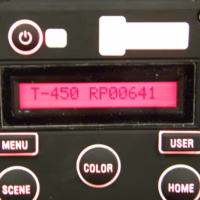 T-450 RP00641
MENU
USER
COLOR
SCENE
HOME